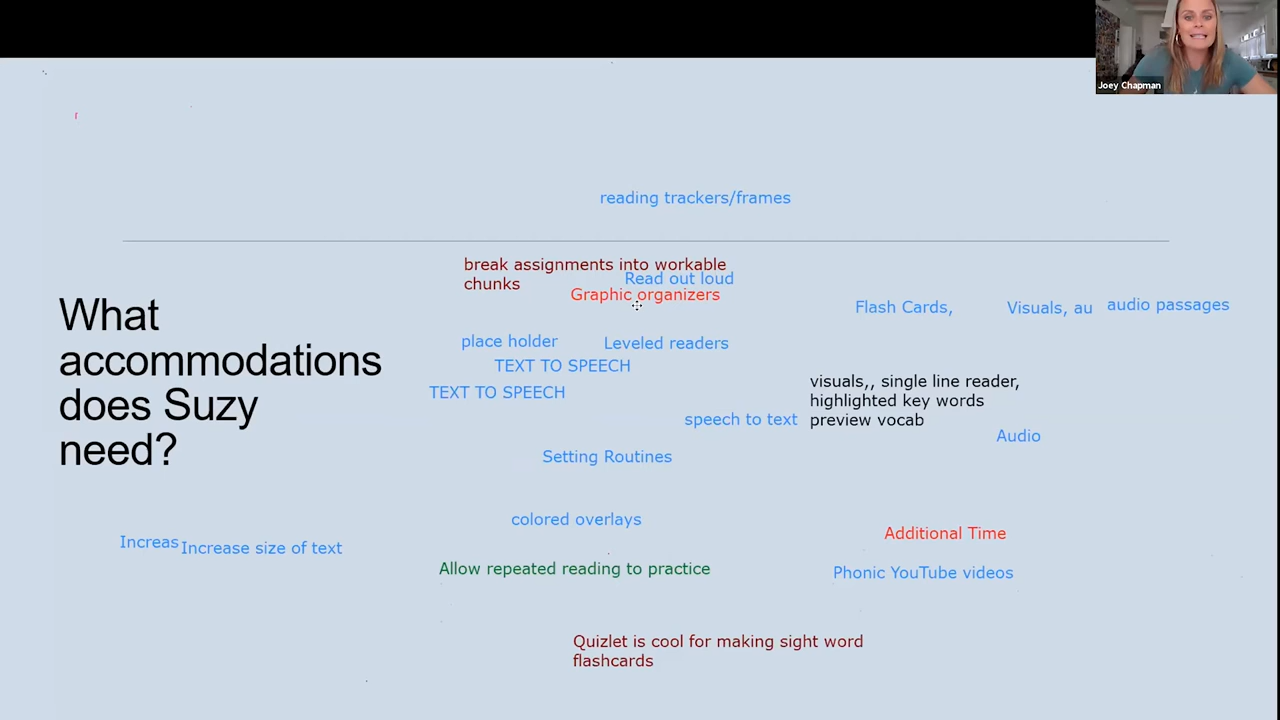 Joey Chapman
r
reading trackers/frames
break assignments into workable
chunks
Read out loud
Graphic organizers
What
accommodations
does Suzy
need?
Flash Cards,
Visuals, au
audio passages
place holder
Leveled readers
TEXT TO SPEECH
TEXT TO SPEECH
visuals,, single line reader,
highlighted key words
preview vocab
speech to text
Audio
Setting Routines
colored overlays
Additional Time
Increas
Increase size of text
Allow repeated reading to practice
Phonic YouTube videos
Quizlet is cool for making sight word
flashcards